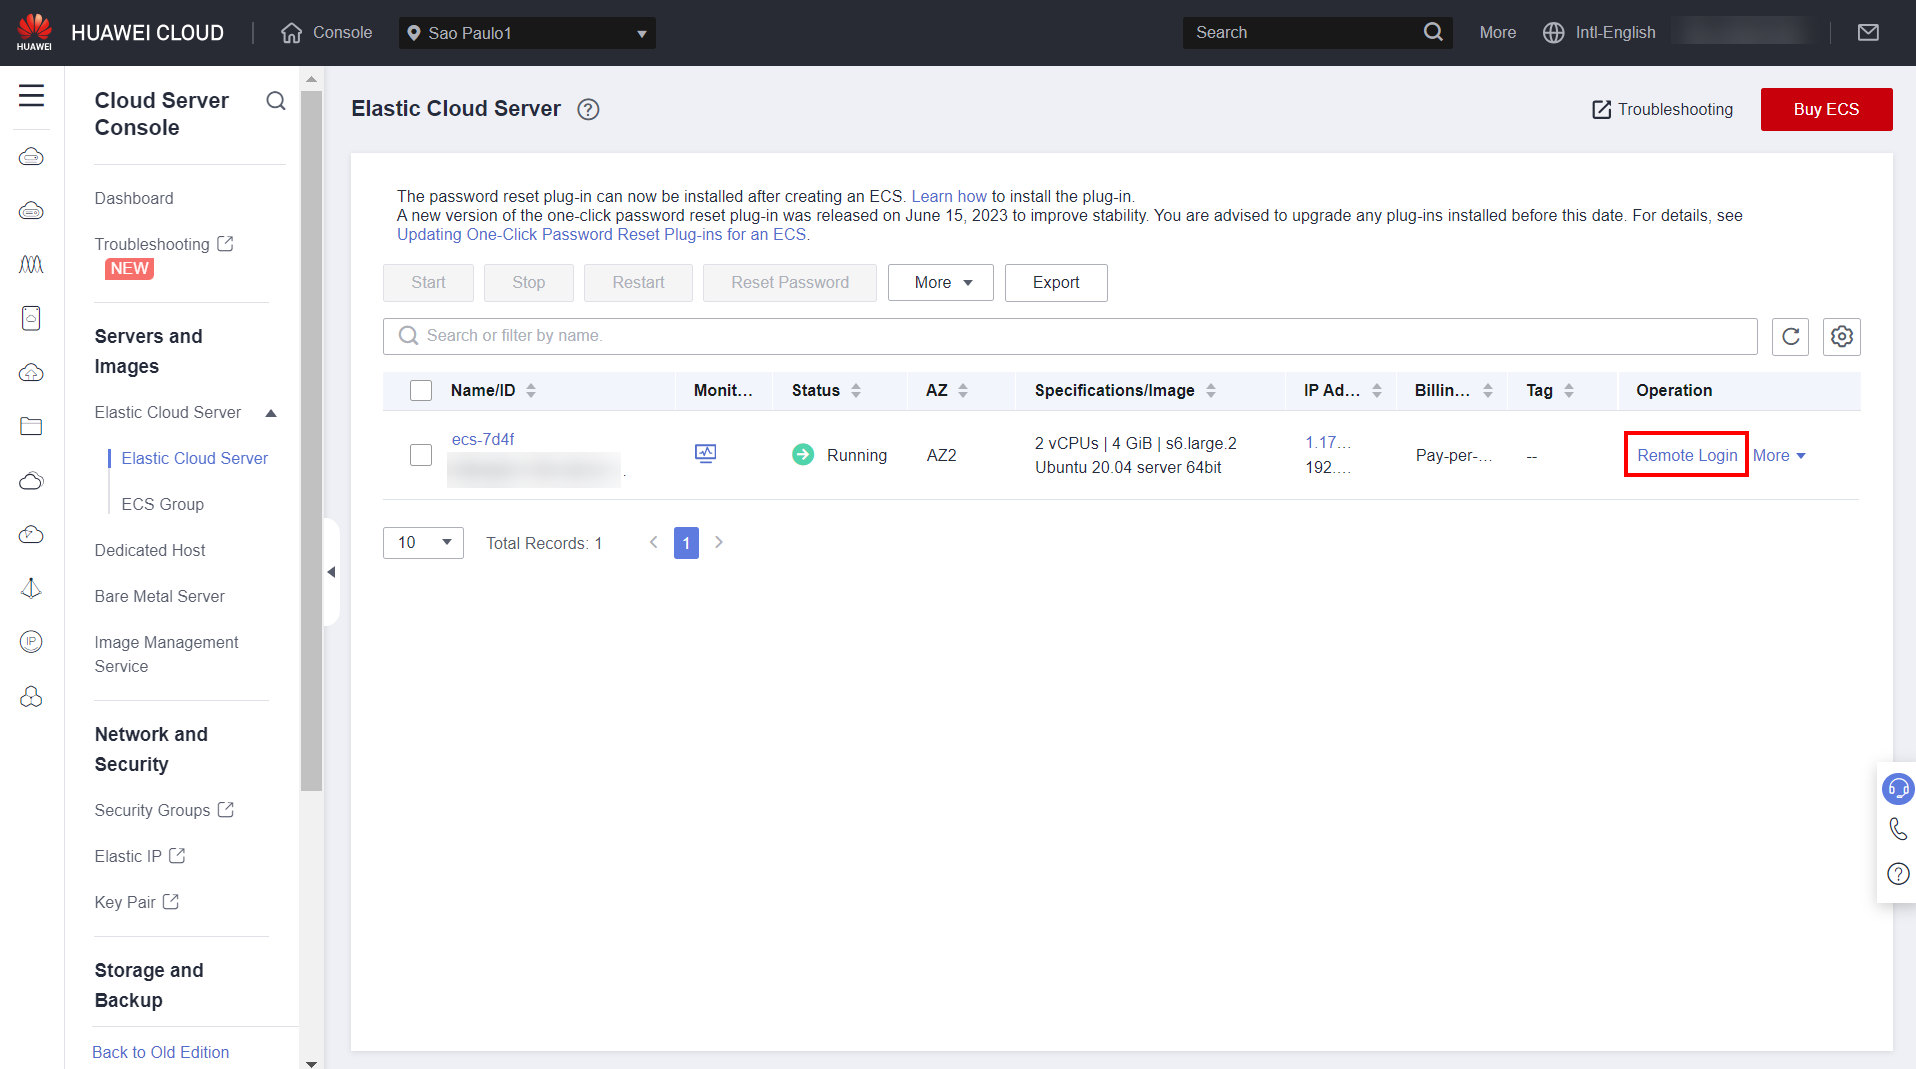 HUAWEI
HUAWEI CLOUD
Console
Sao Paulo1
Search
More
Intl-English
Cloud Server
Console
Dashboard
Troubleshooting
NEW
Servers and
Images
Elastic Cloud Server
Elastic Cloud Server
ECS Group
Dedicated Host
Bare Metal Server
Image Management
Service
Network and
Security
Security Groups
Elastic IP
Key Pair
Storage and
Backup
Back to Old Edition
IP
Elastic Cloud Server
Troubleshooting
Buy ECS
The password reset plug-in can now be installed after creating an ECS. Learn how to install the plug-in.
A new version of the one-click password reset plug-in was released on June 15, 2023 to improve stability. You are advised to upgrade any plug-ins installed before this date. For details, see
Updating One-Click Password Reset Plug-ins for an ECS.
Start Stop Restart Reset Password More Export
Search or filter by name.
Name/ID Monit... Status AZ Specifications/Image IP Ad... Billin... Tag Operation
ecs-7d4f
Running AZ2 2 vCPUs | 4 GiB | s6.large.2 1.17... Pay-per-... -- Remote Login More
Ubuntu 20.04 server 64bit 192....
10 Total Records: 1 < 1 >